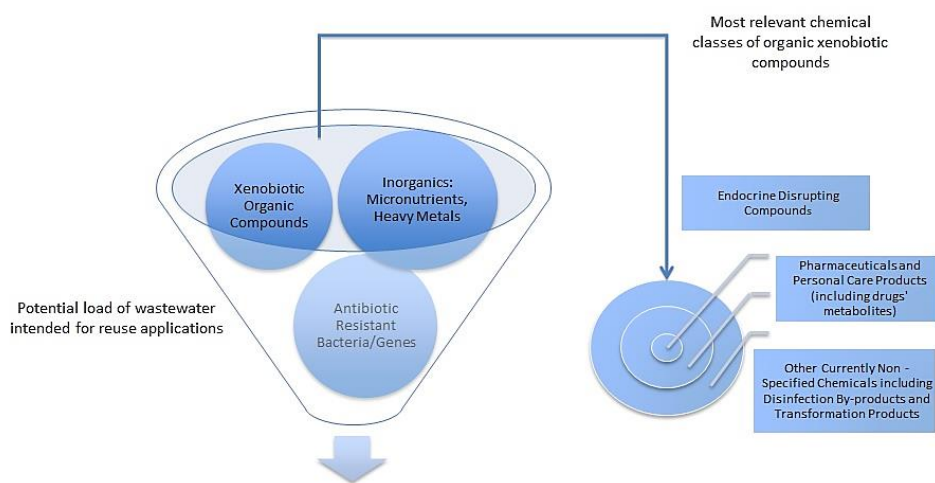 Most relevant chemical
classes of organic xenobiotic
compounds
Xenobiotic
Organic
Compounds
Inorganics:
Micronutrients,
Heavy Metals
Antibiotic
Resistant
Bacteria/Genes
Potential load of wastewater
intended for reuse applications
Endocrine Disrupting
Compounds
Pharmaceuticals and
Personal Care Products
(including drugs'
metabolites)
Other Currently Non -
Specified Chemicals including
Disinfection By-products and
Transformation Products